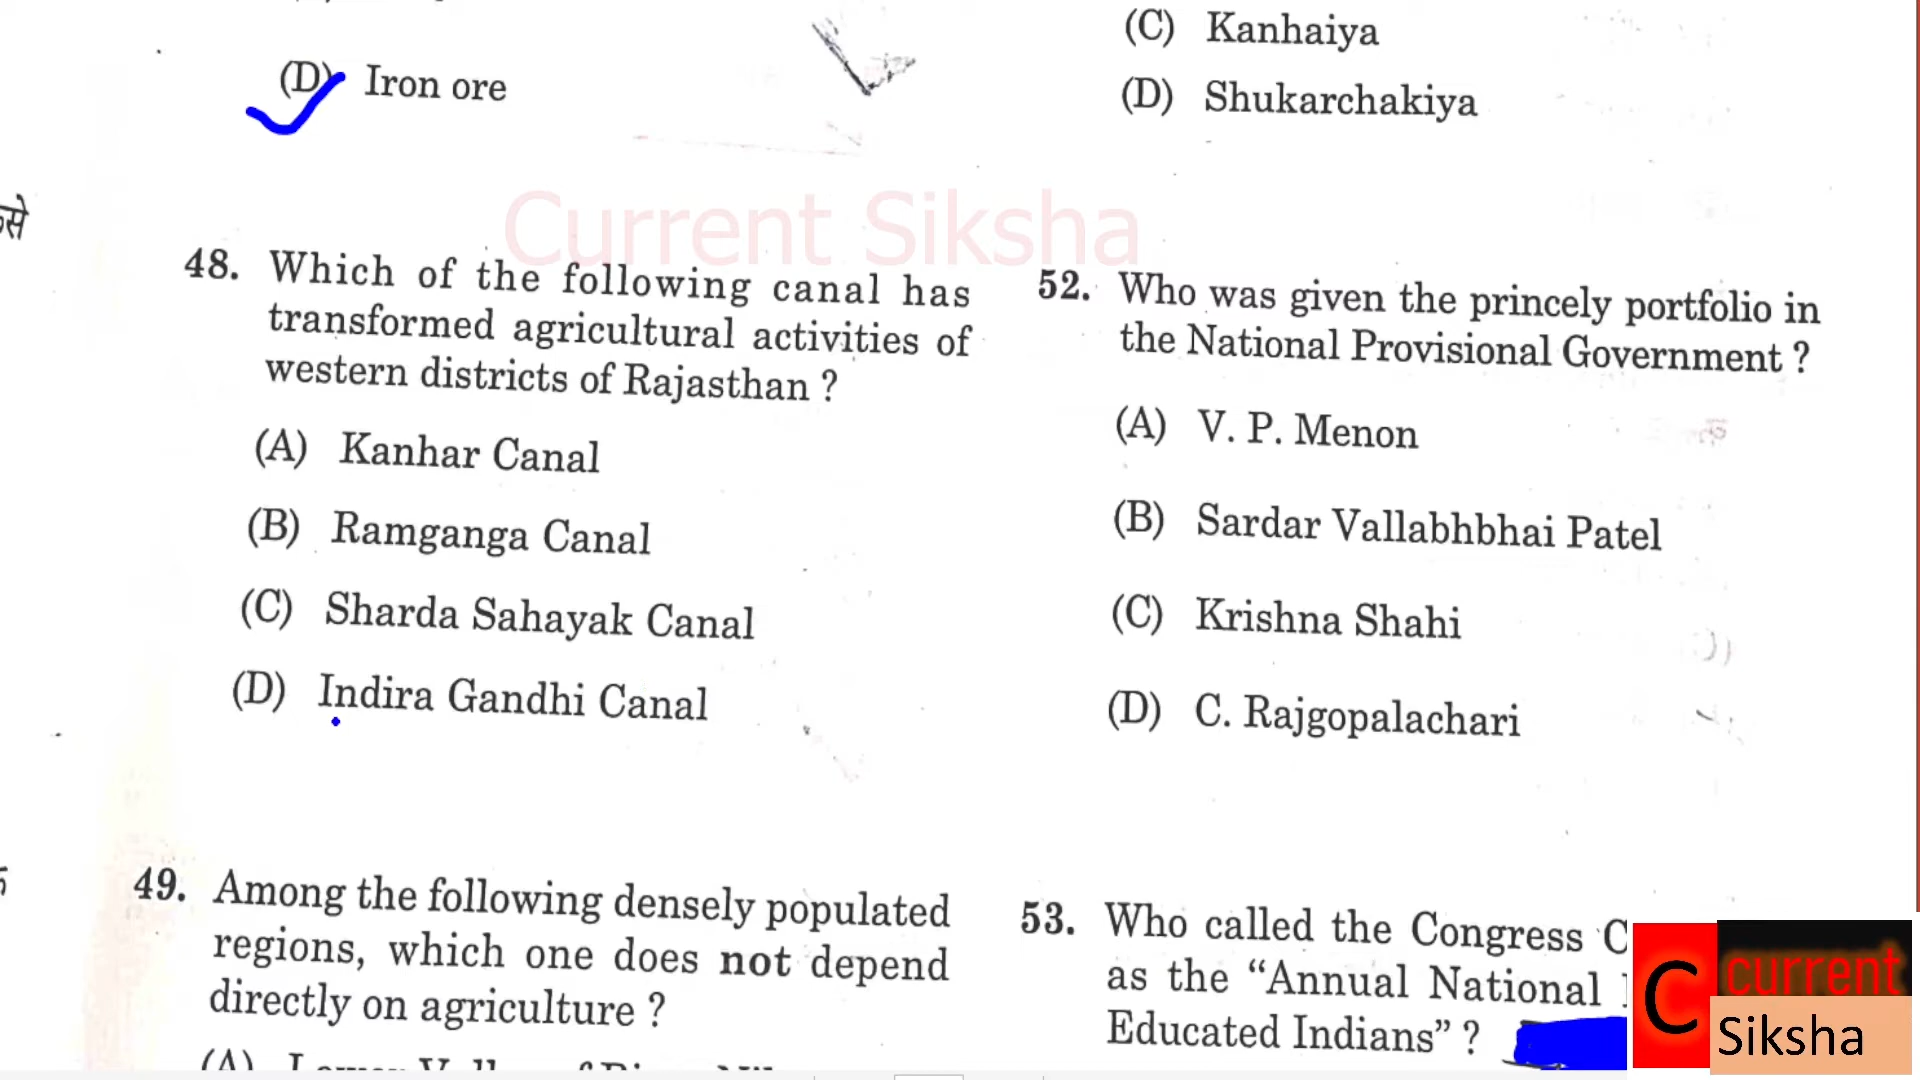 (D) Iron ore
से
48. Which of the following canal has
transformed agricultural activities of
western districts of Rajasthan ?
(A) Kanhar Canal
(B) Ramganga Canal
(C) Sharda Sahayak Canal
(D) Indira Gandhi Canal
49. Among the following densely populated
regions, which one does not depend
directly on agriculture ?
(A)
(C) Kanhaiya
(D) Shukarchakiya
52. Who was given the princely portfolio in
the National Provisional Government ?
(A) V. P. Menon
(B) Sardar Vallabhbhai Patel
(C) Krishna Shahi
(D) C. Rajgopalachari
53. Who called the Congress C
as the “Annual National
Educated Indians” ?
Current Siksha
C current
Siksha